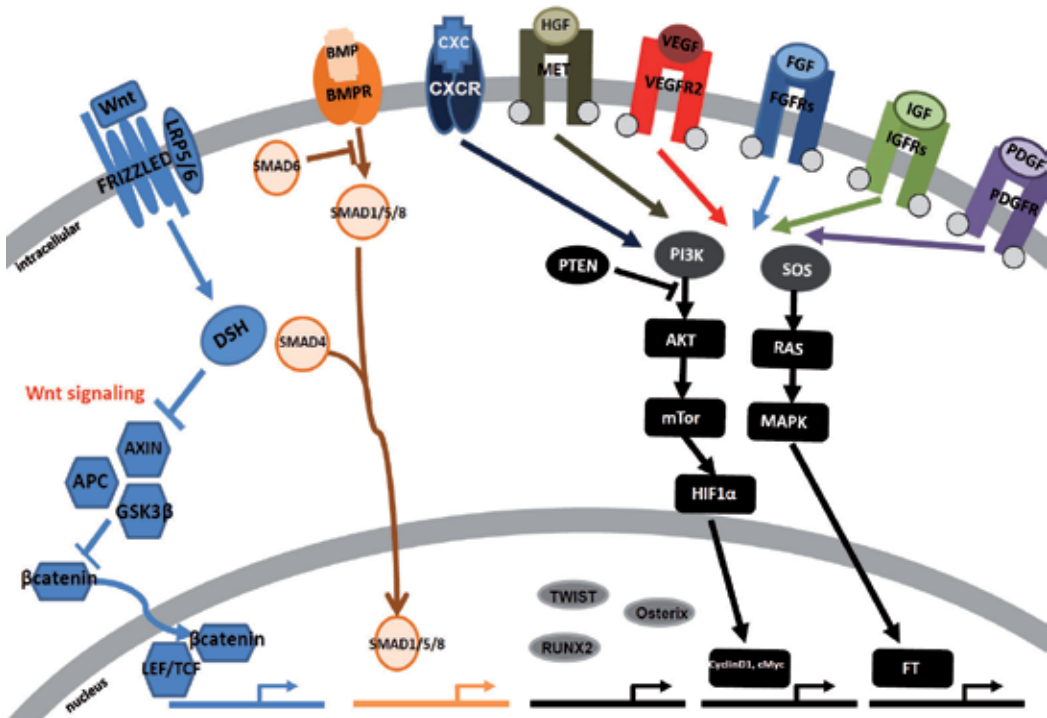 BMP
BMPR
CXC
CXCR
HGF
MET
VEGF
VEGFR2
FGF
FGFRs
IGF
IGFRs
PDGF
PDGFR
Wnt
LRP5/6
FRIZZLED
SMAD6
SMAD1/5/8
intracellular
PTEN
PI3K
SOS
DSH
SMAD4
AKT
RAS
Wnt signaling
mTor
MAPK
AXIN
APC
GSK3β
HIF1α
βcatenin
TWIST
Osterix
RUNX2
βcatenin
LEF/TCF
SMAD1/5/8
CyclinD1, cMyc
FT
nucleus